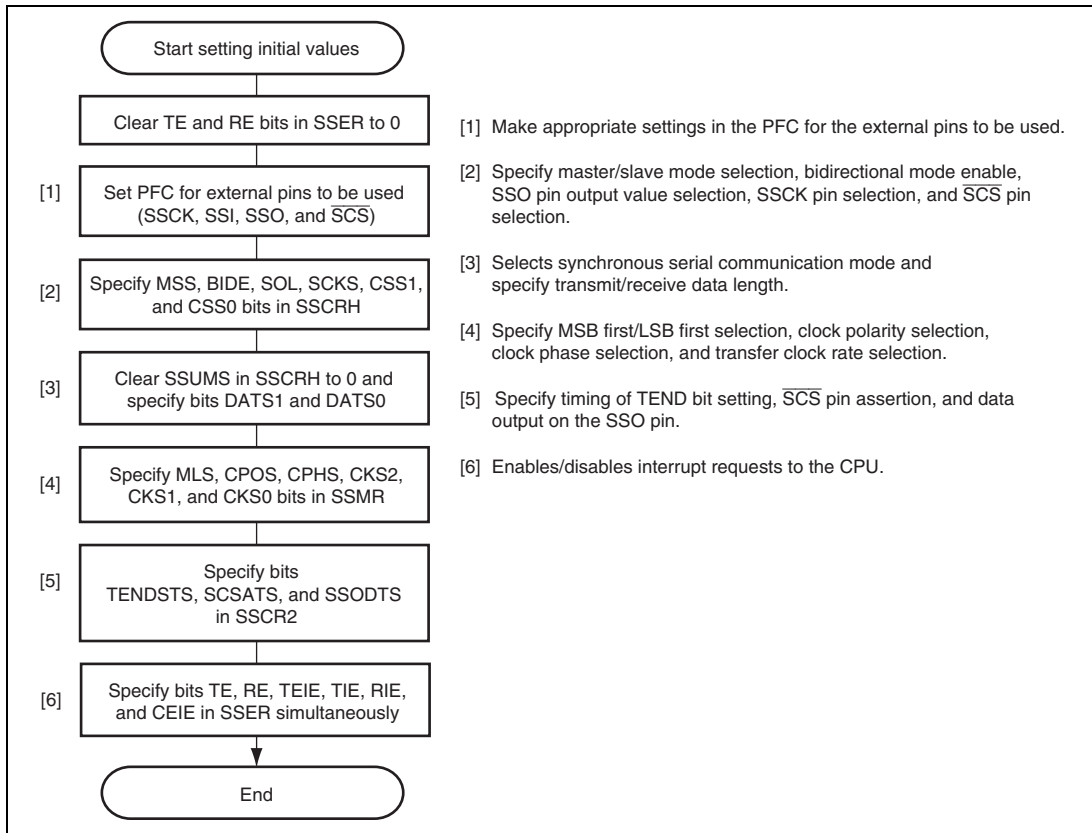 Start setting initial values
Clear TE and RE bits in SSER to 0
[1]
Set PFC for external pins to be used
(SSCK, SSI, SSO, and S̅C̅S̅)
[2]
Specify MSS, BIDE, SOL, SCKS, CSS1,
and CSS0 bits in SSCRH
[3]
Clear SSUMS in SSCRH to 0 and
specify bits DATS1 and DATS0
[4]
Specify MLS, CPOS, CPHS, CKS2,
CKS1, and CKS0 bits in SSMR
[5]
Specify bits
TENDSTS, SCSATS, and SSODTS
in SSCR2
[6]
Specify bits TE, RE, TEIE, TIE, RIE,
and CEIE in SSER simultaneously
End
[1] Make appropriate settings in the PFC for the external pins to be used.
[2] Specify master/slave mode selection, bidirectional mode enable,
SSO pin output value selection, SSCK pin selection, and S̅C̅S̅ pin
selection.
[3] Selects synchronous serial communication mode and
specify transmit/receive data length.
[4] Specify MSB first/LSB first selection, clock polarity selection,
clock phase selection, and transfer clock rate selection.
[5] Specify timing of TEND bit setting, S̅C̅S̅ pin assertion, and data
output on the SSO pin.
[6] Enables/disables interrupt requests to the CPU.